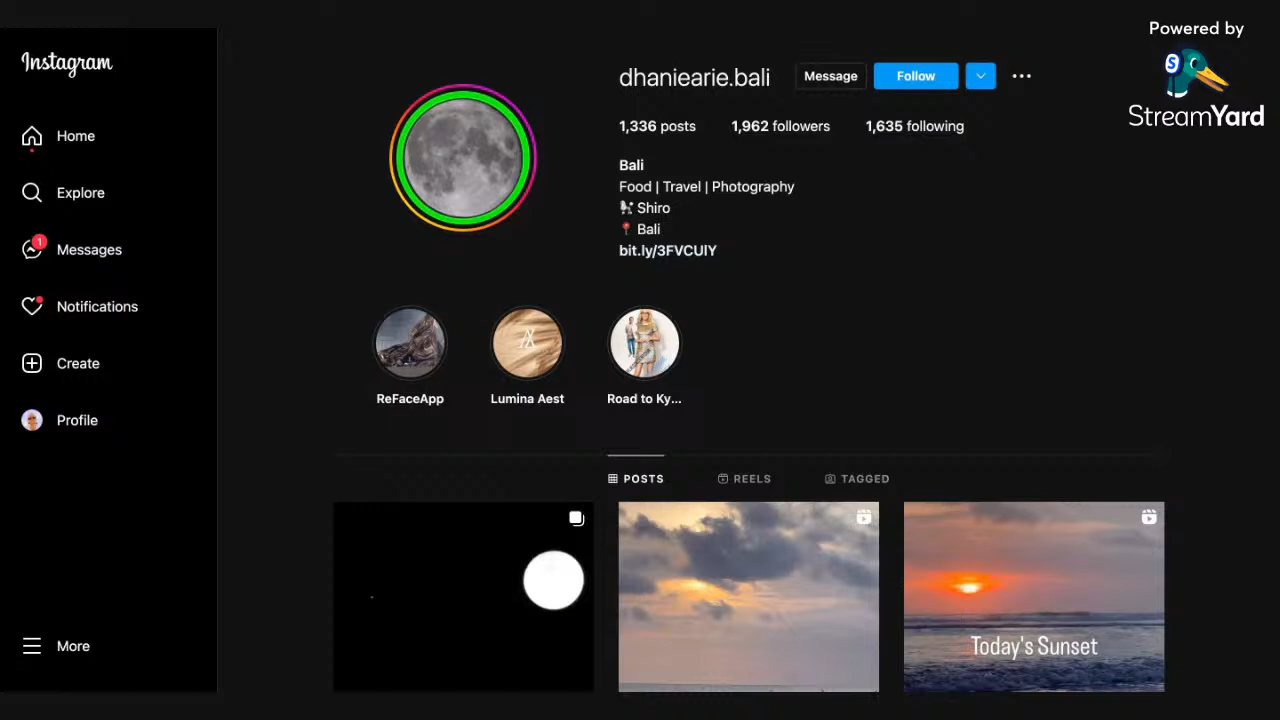 Powered by
StreamYard
Instagram
Home
Explore
1
Messages
Notifications
Create
Profile
More
dhaniearie.bali
Message
Follow
1,336 posts
1,962 followers
1,635 following
Bali
Food | Travel | Photography
Shiro
Bali
bit.ly/3FVCUlY
ReFaceApp
Lumina Aest
Road to Ky...
POSTS
REELS
TAGGED
Today's Sunset